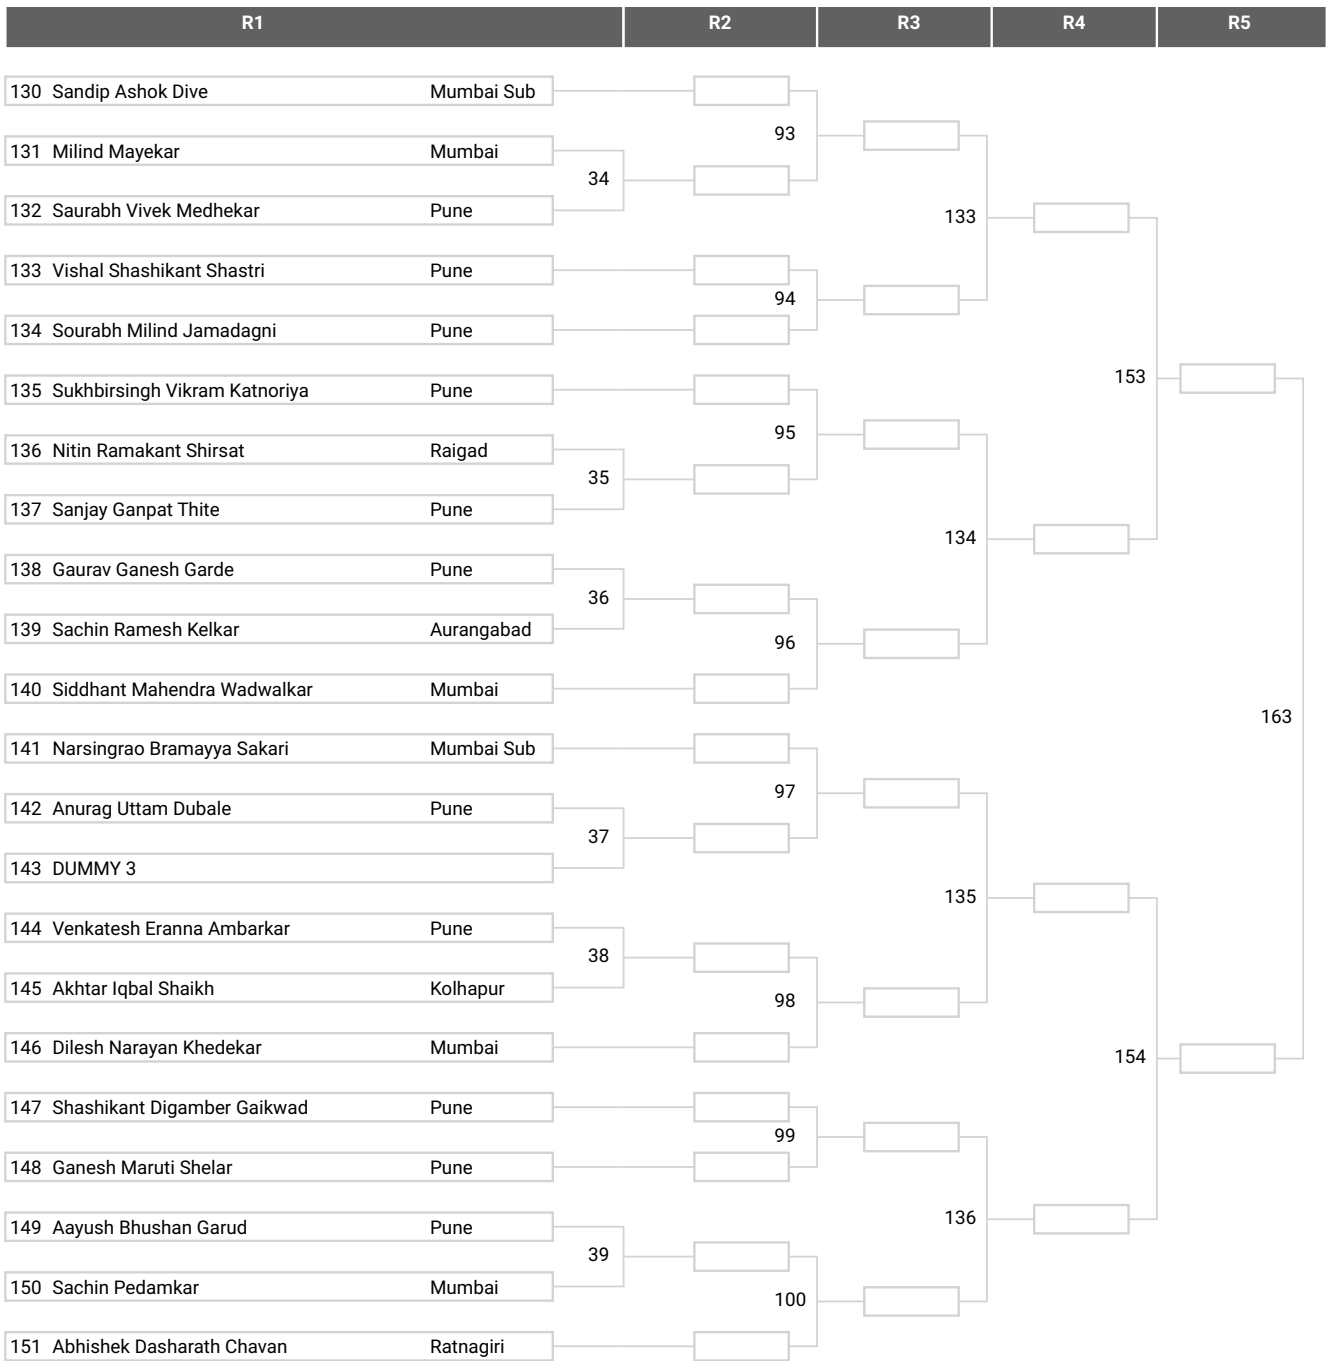 R1 R2 R3 R4 R5
130 Sandip Ashok Dive Mumbai Sub
93
131 Milind Mayekar Mumbai
34
132 Saurabh Vivek Medhekar Pune
133
133 Vishal Shashikant Shastri Pune
94
134 Sourabh Milind Jamadagni Pune
153
135 Sukhbirsingh Vikram Katnoriya Pune
95
136 Nitin Ramakant Shirsat Raigad
35
137 Sanjay Ganpat Thite Pune
134
138 Gaurav Ganesh Garde Pune
36
139 Sachin Ramesh Kelkar Aurangabad
96
140 Siddhant Mahendra Wadwalkar Mumbai
163
141 Narsingrao Bramayya Sakari Mumbai Sub
97
142 Anurag Uttam Dubale Pune
37
143 DUMMY 3
135
144 Venkatesh Eranna Ambarkar Pune
38
145 Akhtar Iqbal Shaikh Kolhapur
98
146 Dilesh Narayan Khedekar Mumbai
154
147 Shashikant Digamber Gaikwad Pune
99
148 Ganesh Maruti Shelar Pune
136
149 Aayush Bhushan Garud Pune
39
150 Sachin Pedamkar Mumbai
100
151 Abhishek Dasharath Chavan Ratnagiri